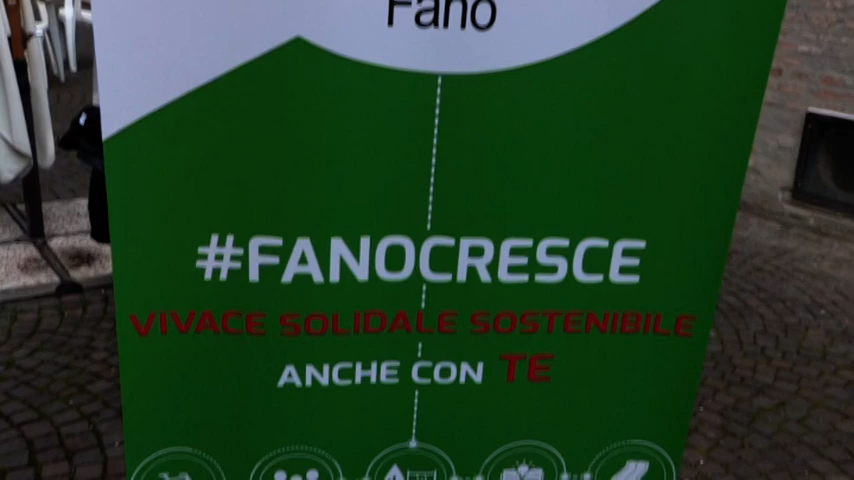 Fano
#FANOCRESCE
VIVACE SOLIDALE SOSTENIBILE
ANCHE CON TE